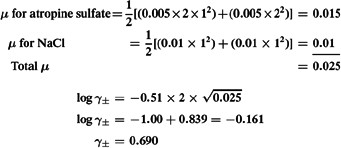 μ for atropine sulfate = 1/2[(0.005×2×1²)+(0.005×2²)] = 0.015
μ for NaCl = 1/2[(0.01 × 1²) + (0.01 × 1²)] = 0.01
Total μ = 0.025
log γ± = −0.51 × 2 × √0.025
log γ± = −1.00 + 0.839 = −0.161
γ± = 0.690